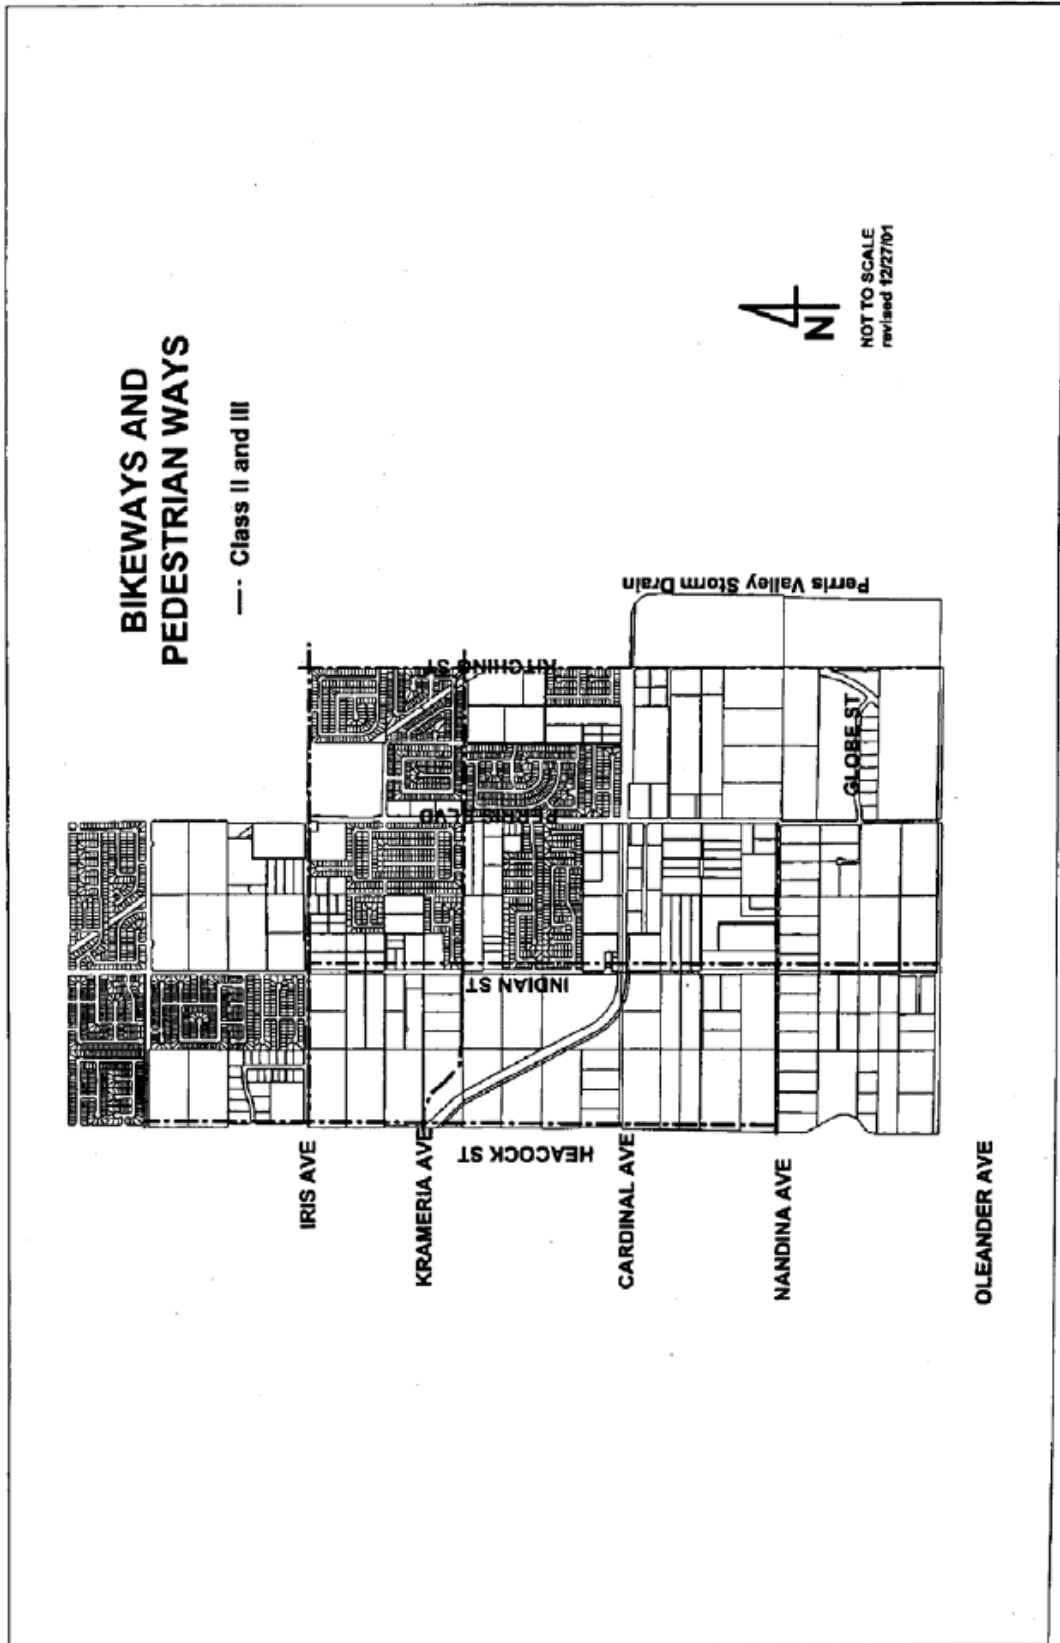 BIKEWAYS AND
PEDESTRIAN WAYS
—·· Class II and III
IRIS AVE
KRAMERIA AVE
CARDINAL AVE
NANDINA AVE
OLEANDER AVE
HEACOCK ST
INDIAN ST
PERRIS BLVD
KITCHING ST
GLOBE ST
Perris Valley Storm Drain
N
NOT TO SCALE
revised 12/27/01